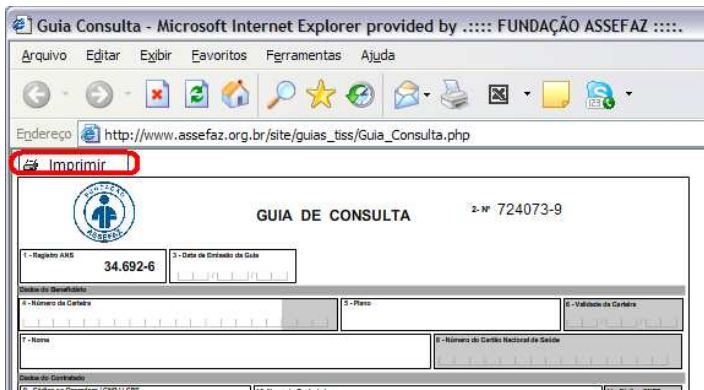 Guia Consulta - Microsoft Internet Explorer provided by .:::: FUNDAÇÃO ASSEFAZ ::::.
Arquivo Editar Exibir Favoritos Ferramentas Ajuda
Endereço http://www.assefaz.org.br/site/guias_tiss/Guia_Consulta.php
Imprimir
FUNDAÇÃO
ASSEFAZ
GUIA DE CONSULTA
2- Nº 724073-9
1 - Registro ANS
34.692-6
3 - Data de Emissão da Guia
Dados do Beneficiário
4 - Número da Carteira
5 - Plano
6 - Validade da Carteira
7 - Nome
8 - Número do Cartão Nacional de Saúde
Dados do Contratado